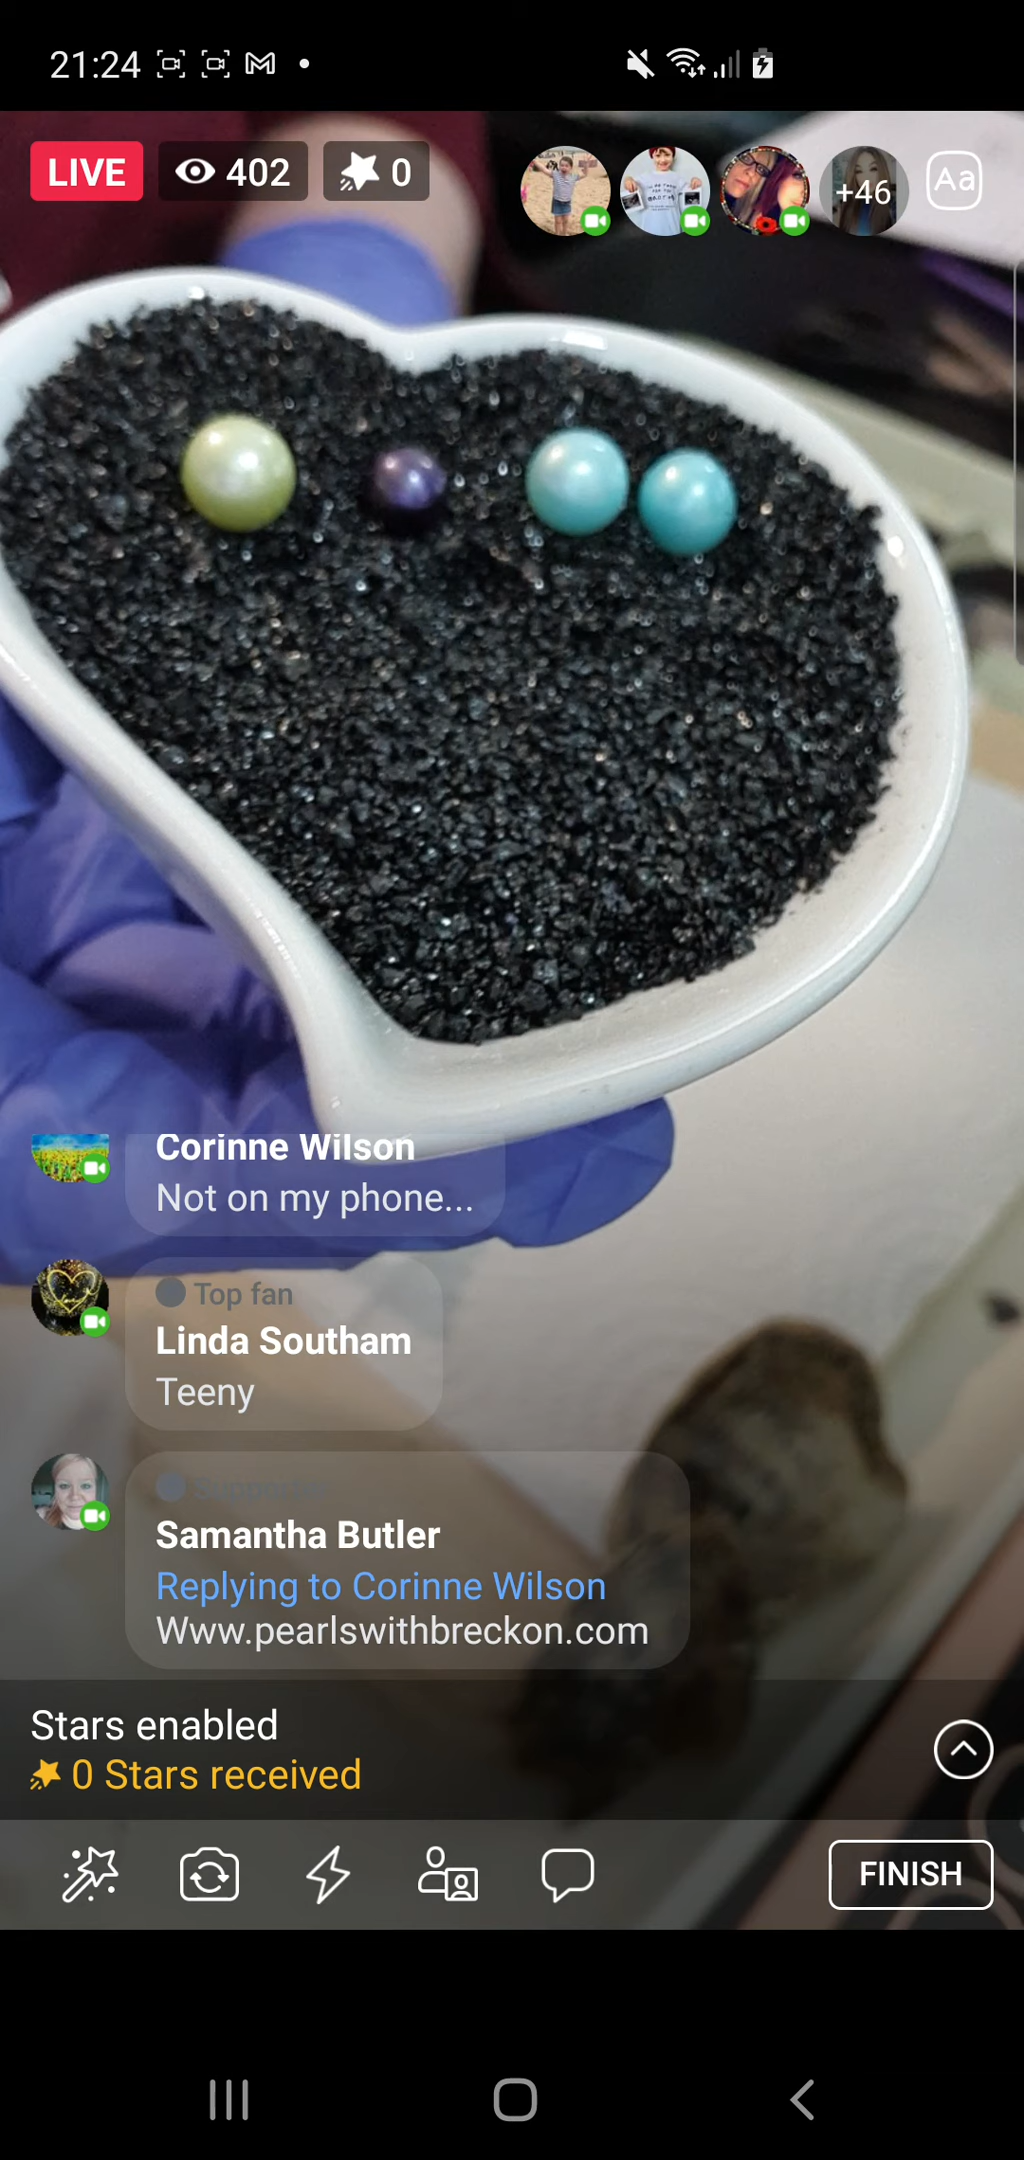 21:24
LIVE 402 0 +46 Aa
Corinne Wilson
Not on my phone...
Top fan
Linda Southam
Teeny
Samantha Butler
Replying to Corinne Wilson
Www.pearlswithbreckon.com
Stars enabled
0 Stars received
FINISH